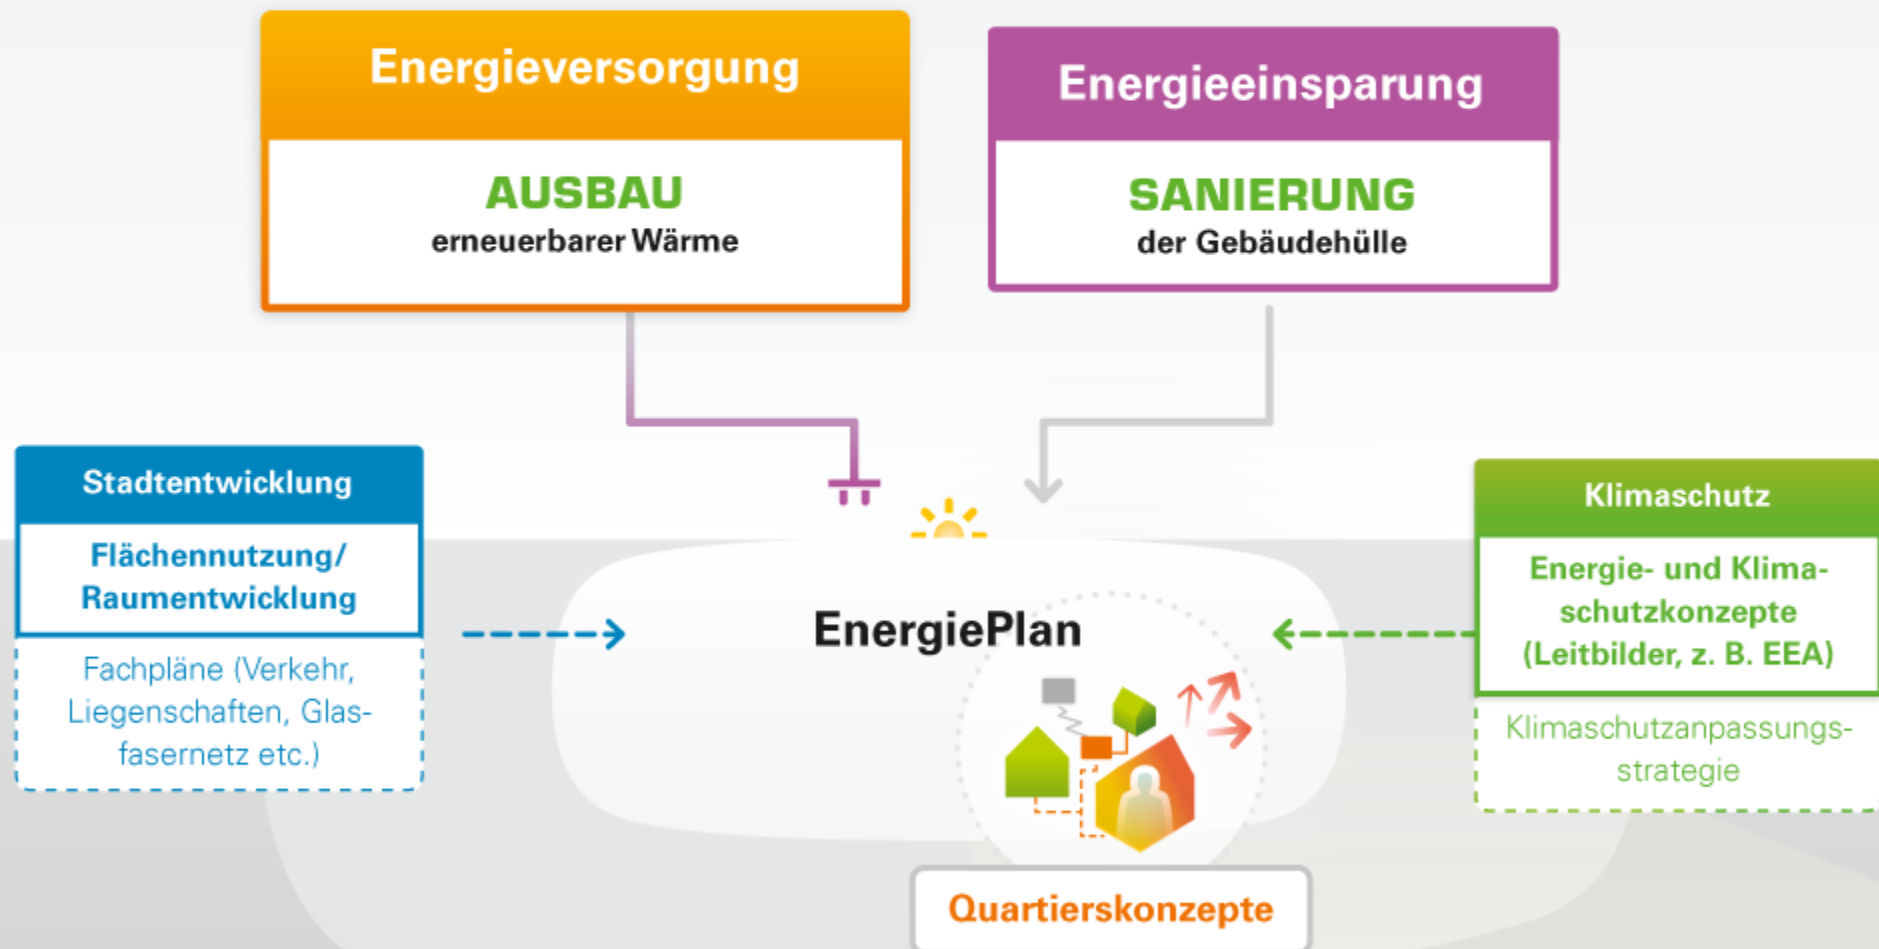 Energieversorgung
AUSBAU
erneuerbarer Wärme
Energieeinsparung
SANIERUNG
der Gebäudehülle
Stadtentwicklung
Flächennutzung/
Raumentwicklung
Fachpläne (Verkehr,
Liegenschaften, Glas-
fasernetz etc.)
EnergiePlan
Quartierskonzepte
Klimaschutz
Energie- und Klima-
schutzkonzepte
(Leitbilder, z. B. EEA)
Klimaschutzanpassungs-
strategie